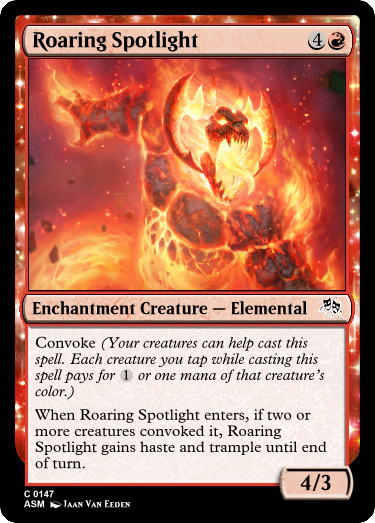 Roaring Spotlight 4
Enchantment Creature — Elemental
Convoke (Your creatures can help cast this
spell. Each creature you tap while casting this
spell pays for 1 or one mana of that creature's
color.)
When Roaring Spotlight enters, if two or
more creatures convoked it, Roaring
Spotlight gains haste and trample until end
of turn.
4/3
C 0147
ASM Jaan Van Eeden